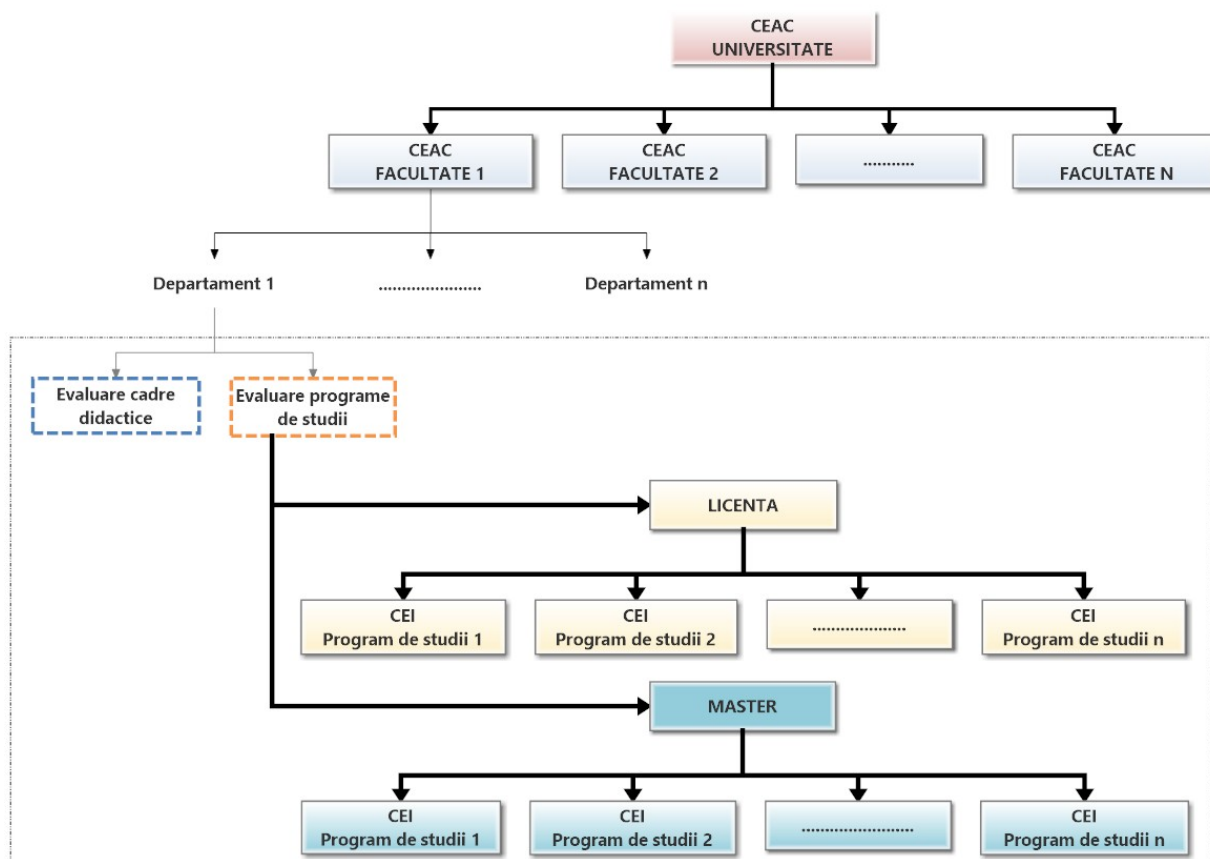 CEAC
UNIVERSITATE
CEAC
FACULTATE 1
CEAC
FACULTATE 2
...........
CEAC
FACULTATE N
Departament 1
......................
Departament n
Evaluare cadre
didactice
Evaluare programe
de studii
LICENTA
CEI
Program de studii 1
CEI
Program de studii 2
....................
CEI
Program de studii n
MASTER
CEI
Program de studii 1
CEI
Program de studii 2
........................
CEI
Program de studii n